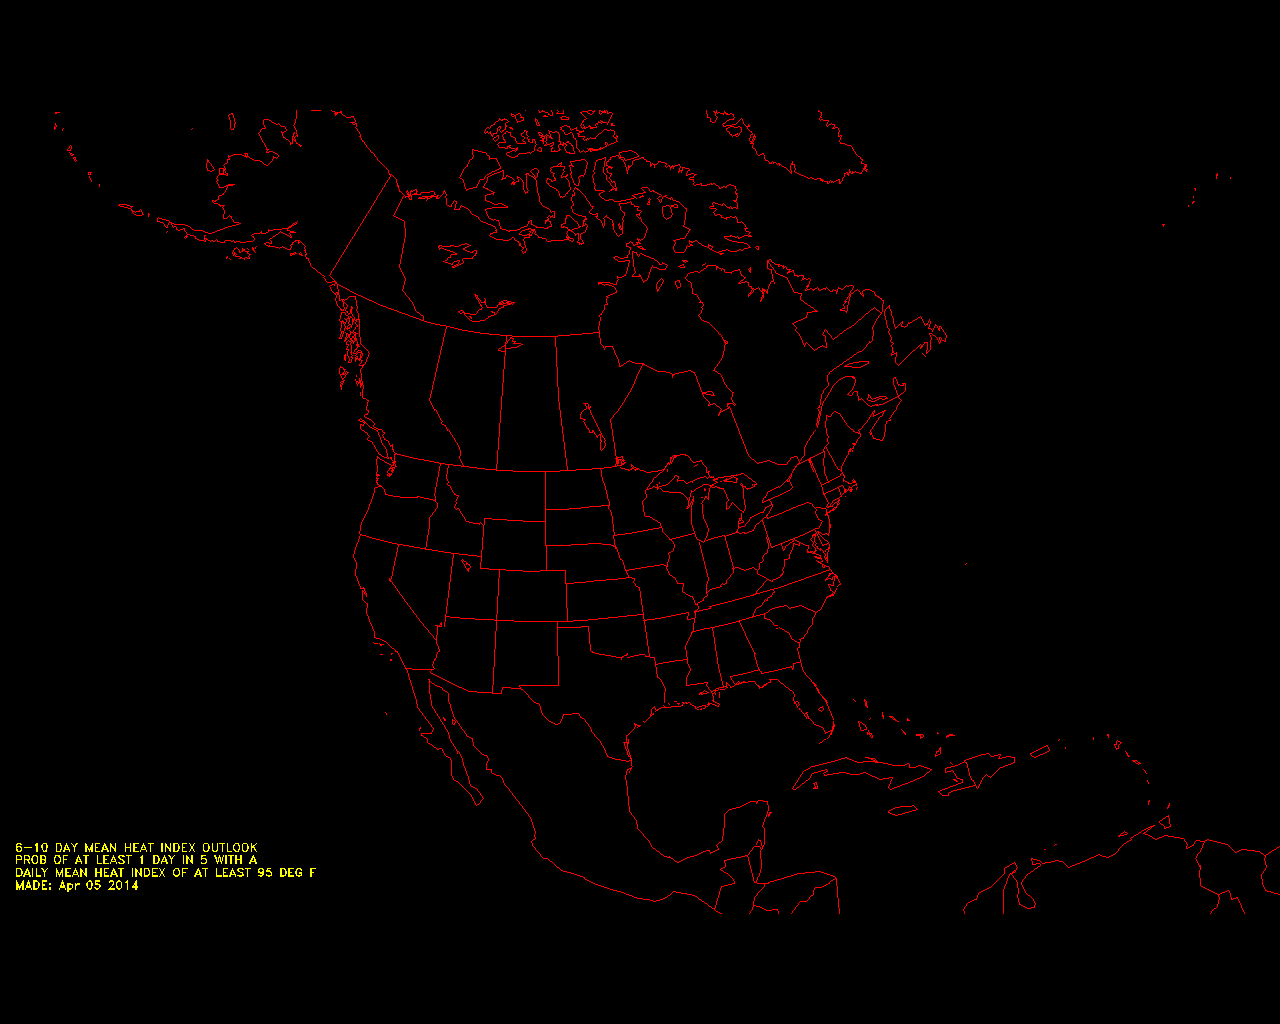 6-10 DAY MEAN HEAT INDEX OUTLOOK
PROB OF AT LEAST 1 DAY IN 5 WITH A
DAILY MEAN HEAT INDEX OF AT LEAST 95 DEG F
MADE: Apr 05 2014